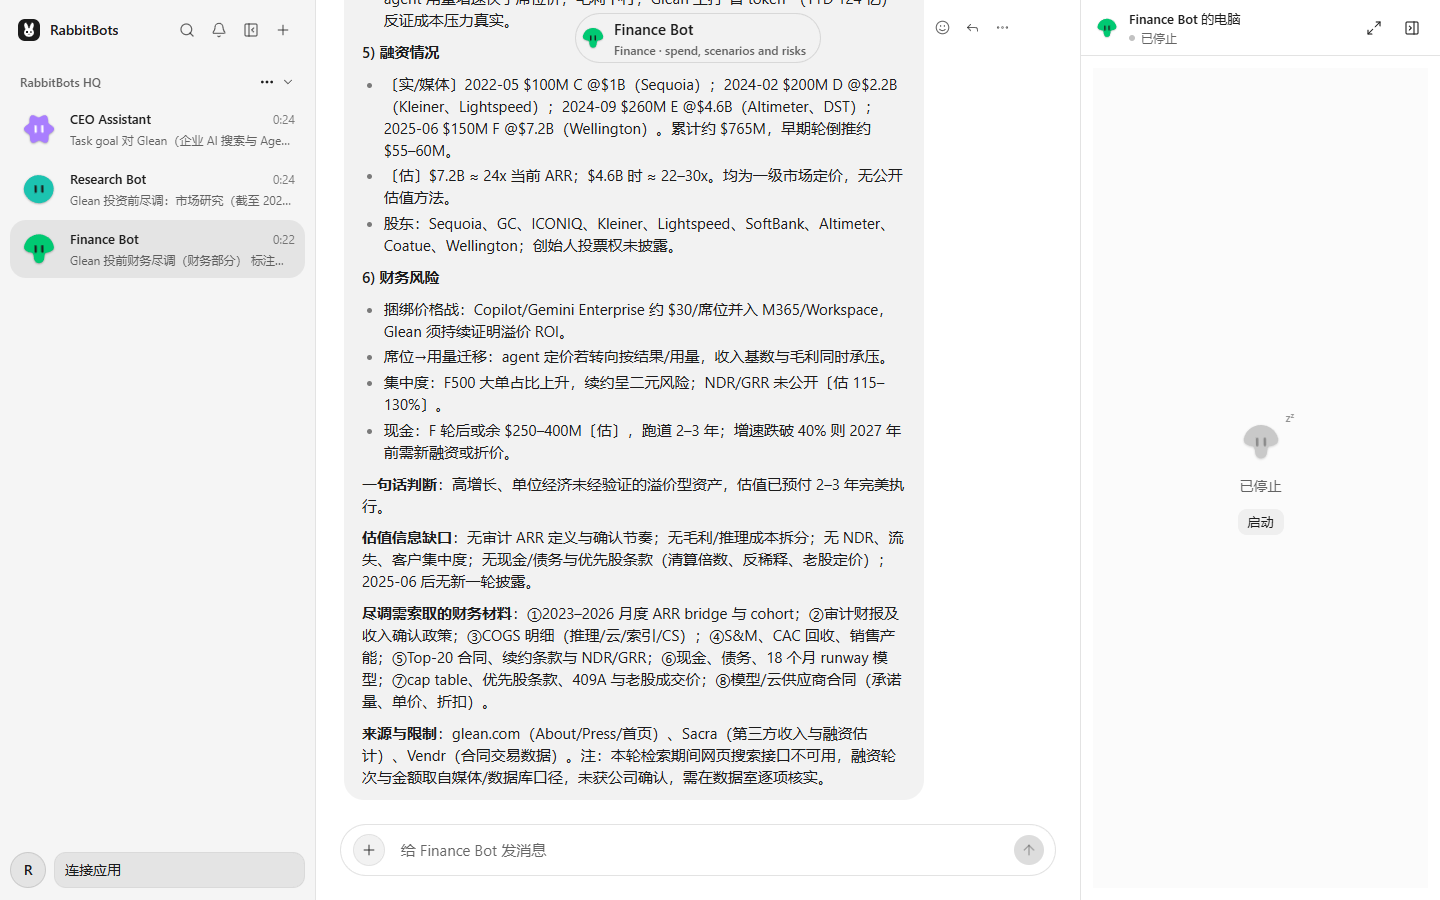 RabbitBots
RabbitBots HQ
CEO Assistant
0:24
Task goal 对 Glean（企业 AI 搜索与 Age...
Research Bot
0:24
Glean 投资前尽调：市场研究（截至 202...
Finance Bot
0:22
Glean 投前财务尽调（财务部分） 标注...
R
连接应用
Finance Bot
Finance · spend, scenarios and risks
反证成本压力真实。
5) 融资情况
〔实/媒体〕2022-05 $100M C @$1B（Sequoia）；2024-02 $200M D @$2.2B
（Kleiner、Lightspeed）；2024-09 $260M E @$4.6B（Altimeter、DST）；
2025-06 $150M F @$7.2B（Wellington）。累计约 $765M，早期轮倒推约
$55–60M。
〔估〕$7.2B ≈ 24x 当前 ARR；$4.6B 时 ≈ 22–30x。均为一级市场定价，无公开
估值方法。
股东：Sequoia、GC、ICONIQ、Kleiner、Lightspeed、SoftBank、Altimeter、
Coatue、Wellington；创始人投票权未披露。
6) 财务风险
捆绑价格战：Copilot/Gemini Enterprise 约 $30/席位并入 M365/Workspace，
Glean 须持续证明溢价 ROI。
席位→用量迁移：agent 定价若转向按结果/用量，收入基数与毛利同时承压。
集中度：F500 大单占比上升，续约呈二元风险；NDR/GRR 未公开〔估 115–
130%〕。
现金：F 轮后或余 $250–400M〔估〕，跑道 2–3 年；增速跌破 40% 则 2027 年
前需新融资或折价。
一句话判断：高增长、单位经济未经验证的溢价型资产，估值已预付 2–3 年完美执
行。
估值信息缺口：无审计 ARR 定义与确认节奏；无毛利/推理成本拆分；无 NDR、流
失、客户集中度；无现金/债务与优先股条款（清算倍数、反稀释、老股定价）；
2025-06 后无新一轮披露。
尽调需索取的财务材料：①2023–2026 月度 ARR bridge 与 cohort；②审计财报及
收入确认政策；③COGS 明细（推理/云/索引/CS）；④S&M、CAC 回收、销售产
能；⑤Top-20 合同、续约条款与 NDR/GRR；⑥现金、债务、18 个月 runway 模
型；⑦cap table、优先股条款、409A 与老股成交价；⑧模型/云供应商合同（承诺
量、单价、折扣）。
来源与限制：glean.com（About/Press/首页）、Sacra（第三方收入与融资估
计）、Vendr（合同交易数据）。注：本轮检索期间网页搜索接口不可用，融资轮
次与金额取自媒体/数据库口径，未获公司确认，需在数据室逐项核实。
给 Finance Bot 发消息
Finance Bot 的电脑
已停止
zz
已停止
启动